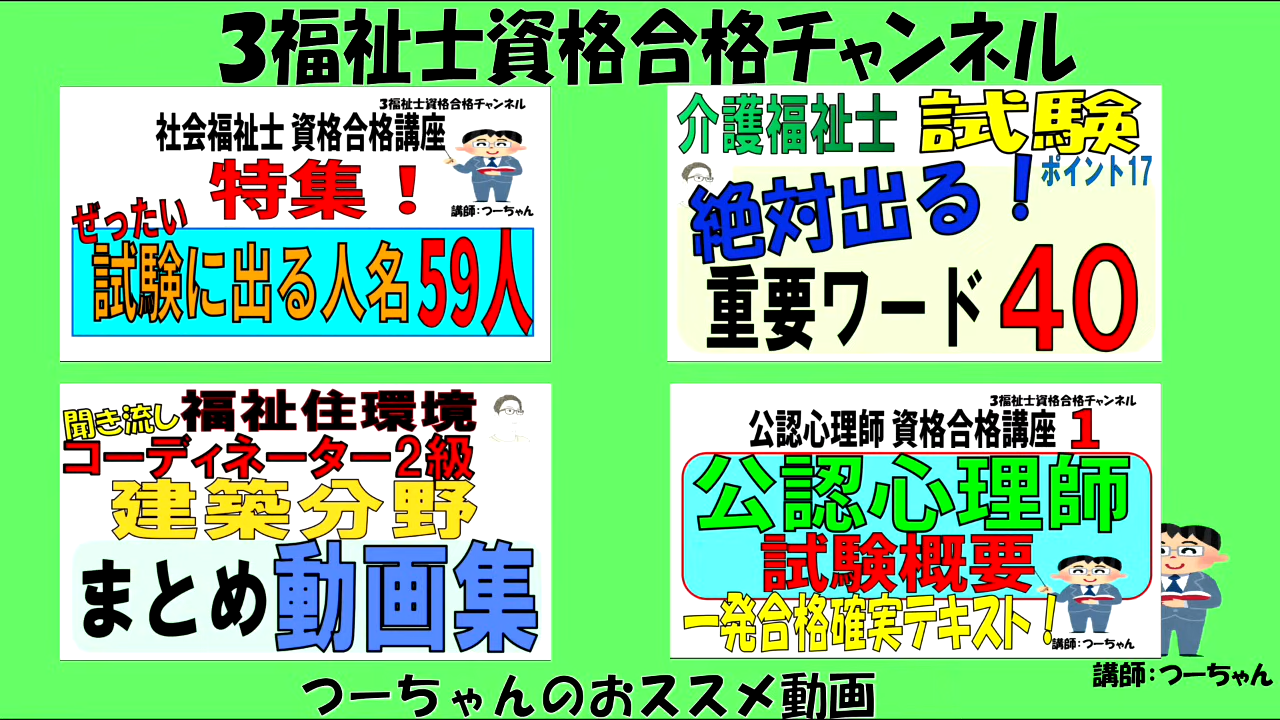 3福祉士資格合格チャンネル
3福祉士資格合格チャンネル
社会福祉士 資格合格講座
特集！
講師：つーちゃん
ぜったい
試験に出る人名59人
介護福祉士 試験
ポイント17
絶対出る！
重要ワード40
聞き流し福祉住環境
コーディネーター2級
建築分野
まとめ動画集
3福祉士資格合格チャンネル
公認心理師 資格合格講座 1
公認心理師
試験概要
一発合格確実テキスト！
講師：つーちゃん
講師：つーちゃん
つーちゃんのおススメ動画